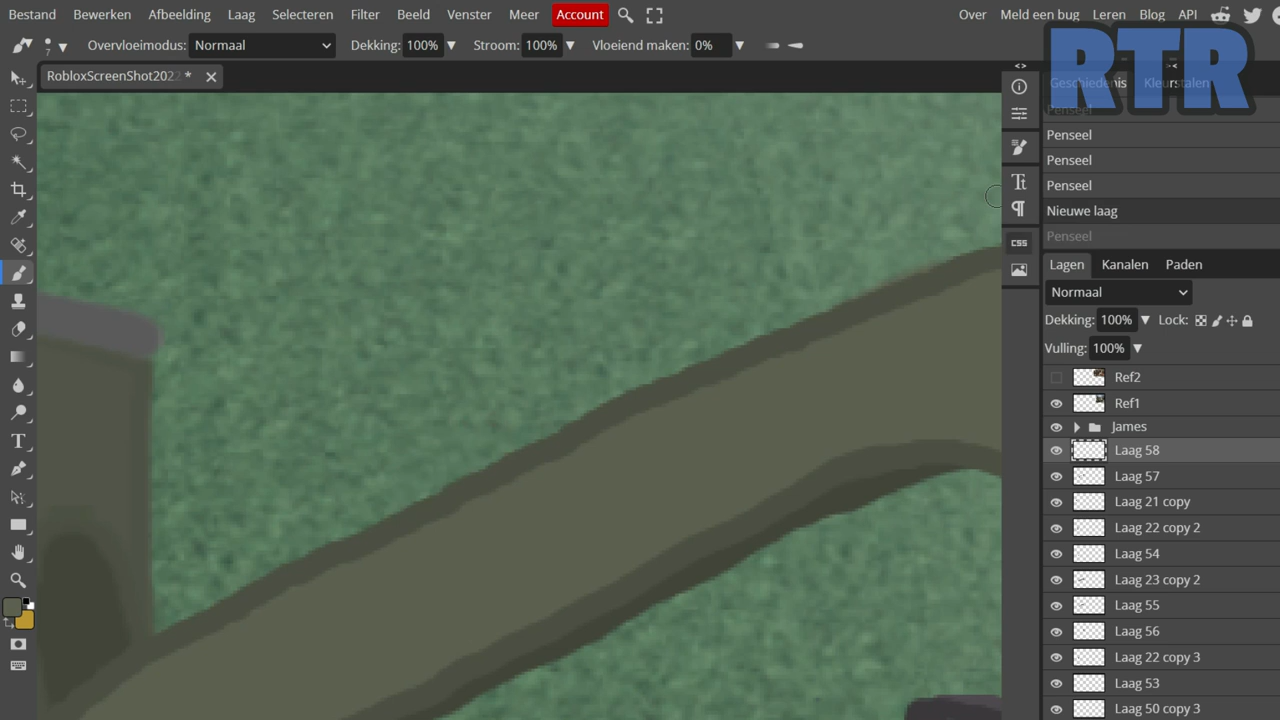 Bestand Bewerken Afbeelding Laag Selecteren Filter Beeld Venster Meer Account Over Meld een bug Leren Blog API
7 Overvloeimodus: Normaal Dekking: 100% Stroom: 100% Vloeiend maken: 0%
RobloxScreenShot202 *
RTR
Geschiedenis Kleurstalen
Penseel
Penseel
Penseel
Penseel
Nieuwe laag
Penseel
Lagen Kanalen Paden
Normaal
Dekking: 100% Lock:
Vulling: 100%
Ref2
Ref1
James
Laag 58
Laag 57
Laag 21 copy
Laag 22 copy 2
Laag 54
Laag 23 copy 2
Laag 55
Laag 56
Laag 22 copy 3
Laag 53
Laag 50 copy 3
CSS